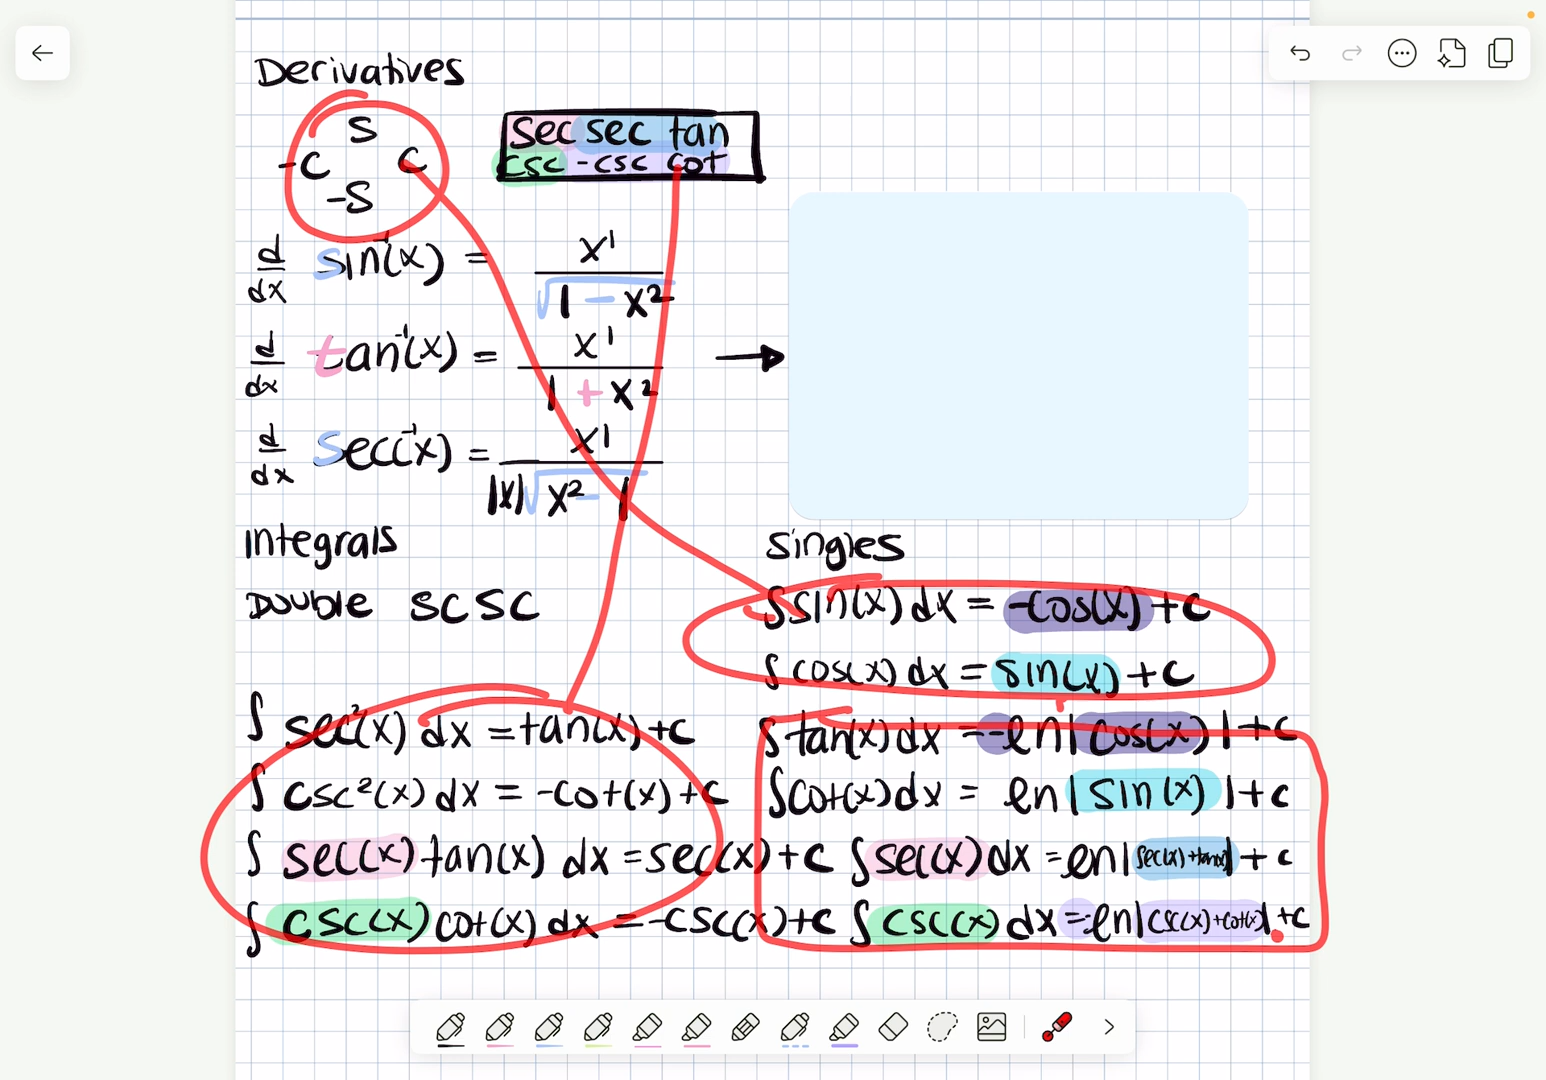 Derivatives
S
-C C
-S
sec sec tan
csc -csc cot
d/dx sin⁻¹(x) = x'/√1 - x²
d/dx tan⁻¹(x) = x'/1 + x²
d/dx sec⁻¹(x) = x'/|x|√x² - 1
Integrals
Double SCSC
∫ sec²(x) dx = tan(x) + C
∫ csc²(x) dx = -cot(x) + C
∫ sec(x) tan(x) dx = sec(x) + C
∫ csc(x) cot(x) dx = -csc(x) + C
Singles
∫ sin(x) dx = -cos(x) + C
∫ cos(x) dx = sin(x) + C
∫ tan(x) dx = -ln|cos(x)| + C
∫ cot(x) dx = ln|sin(x)| + C
∫ sec(x) dx = ln|sec(x) + tan(x)| + C
∫ csc(x) dx = -ln|csc(x) + cot(x)| + C